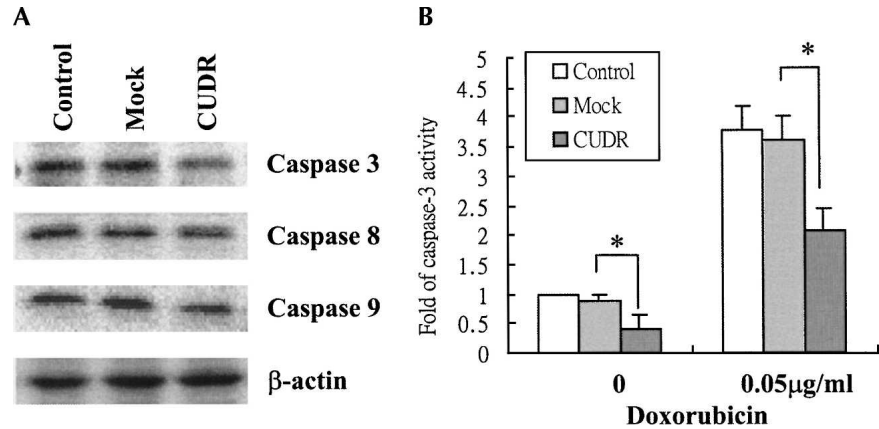 A
Control
Mock
CUDR
Caspase 3
Caspase 8
Caspase 9
β-actin
B
Fold of caspase-3 activity
5
4.5
4
3.5
3
2.5
2
1.5
1
0.5
0
Control
Mock
CUDR
*
*
0
0.05μg/ml
Doxorubicin